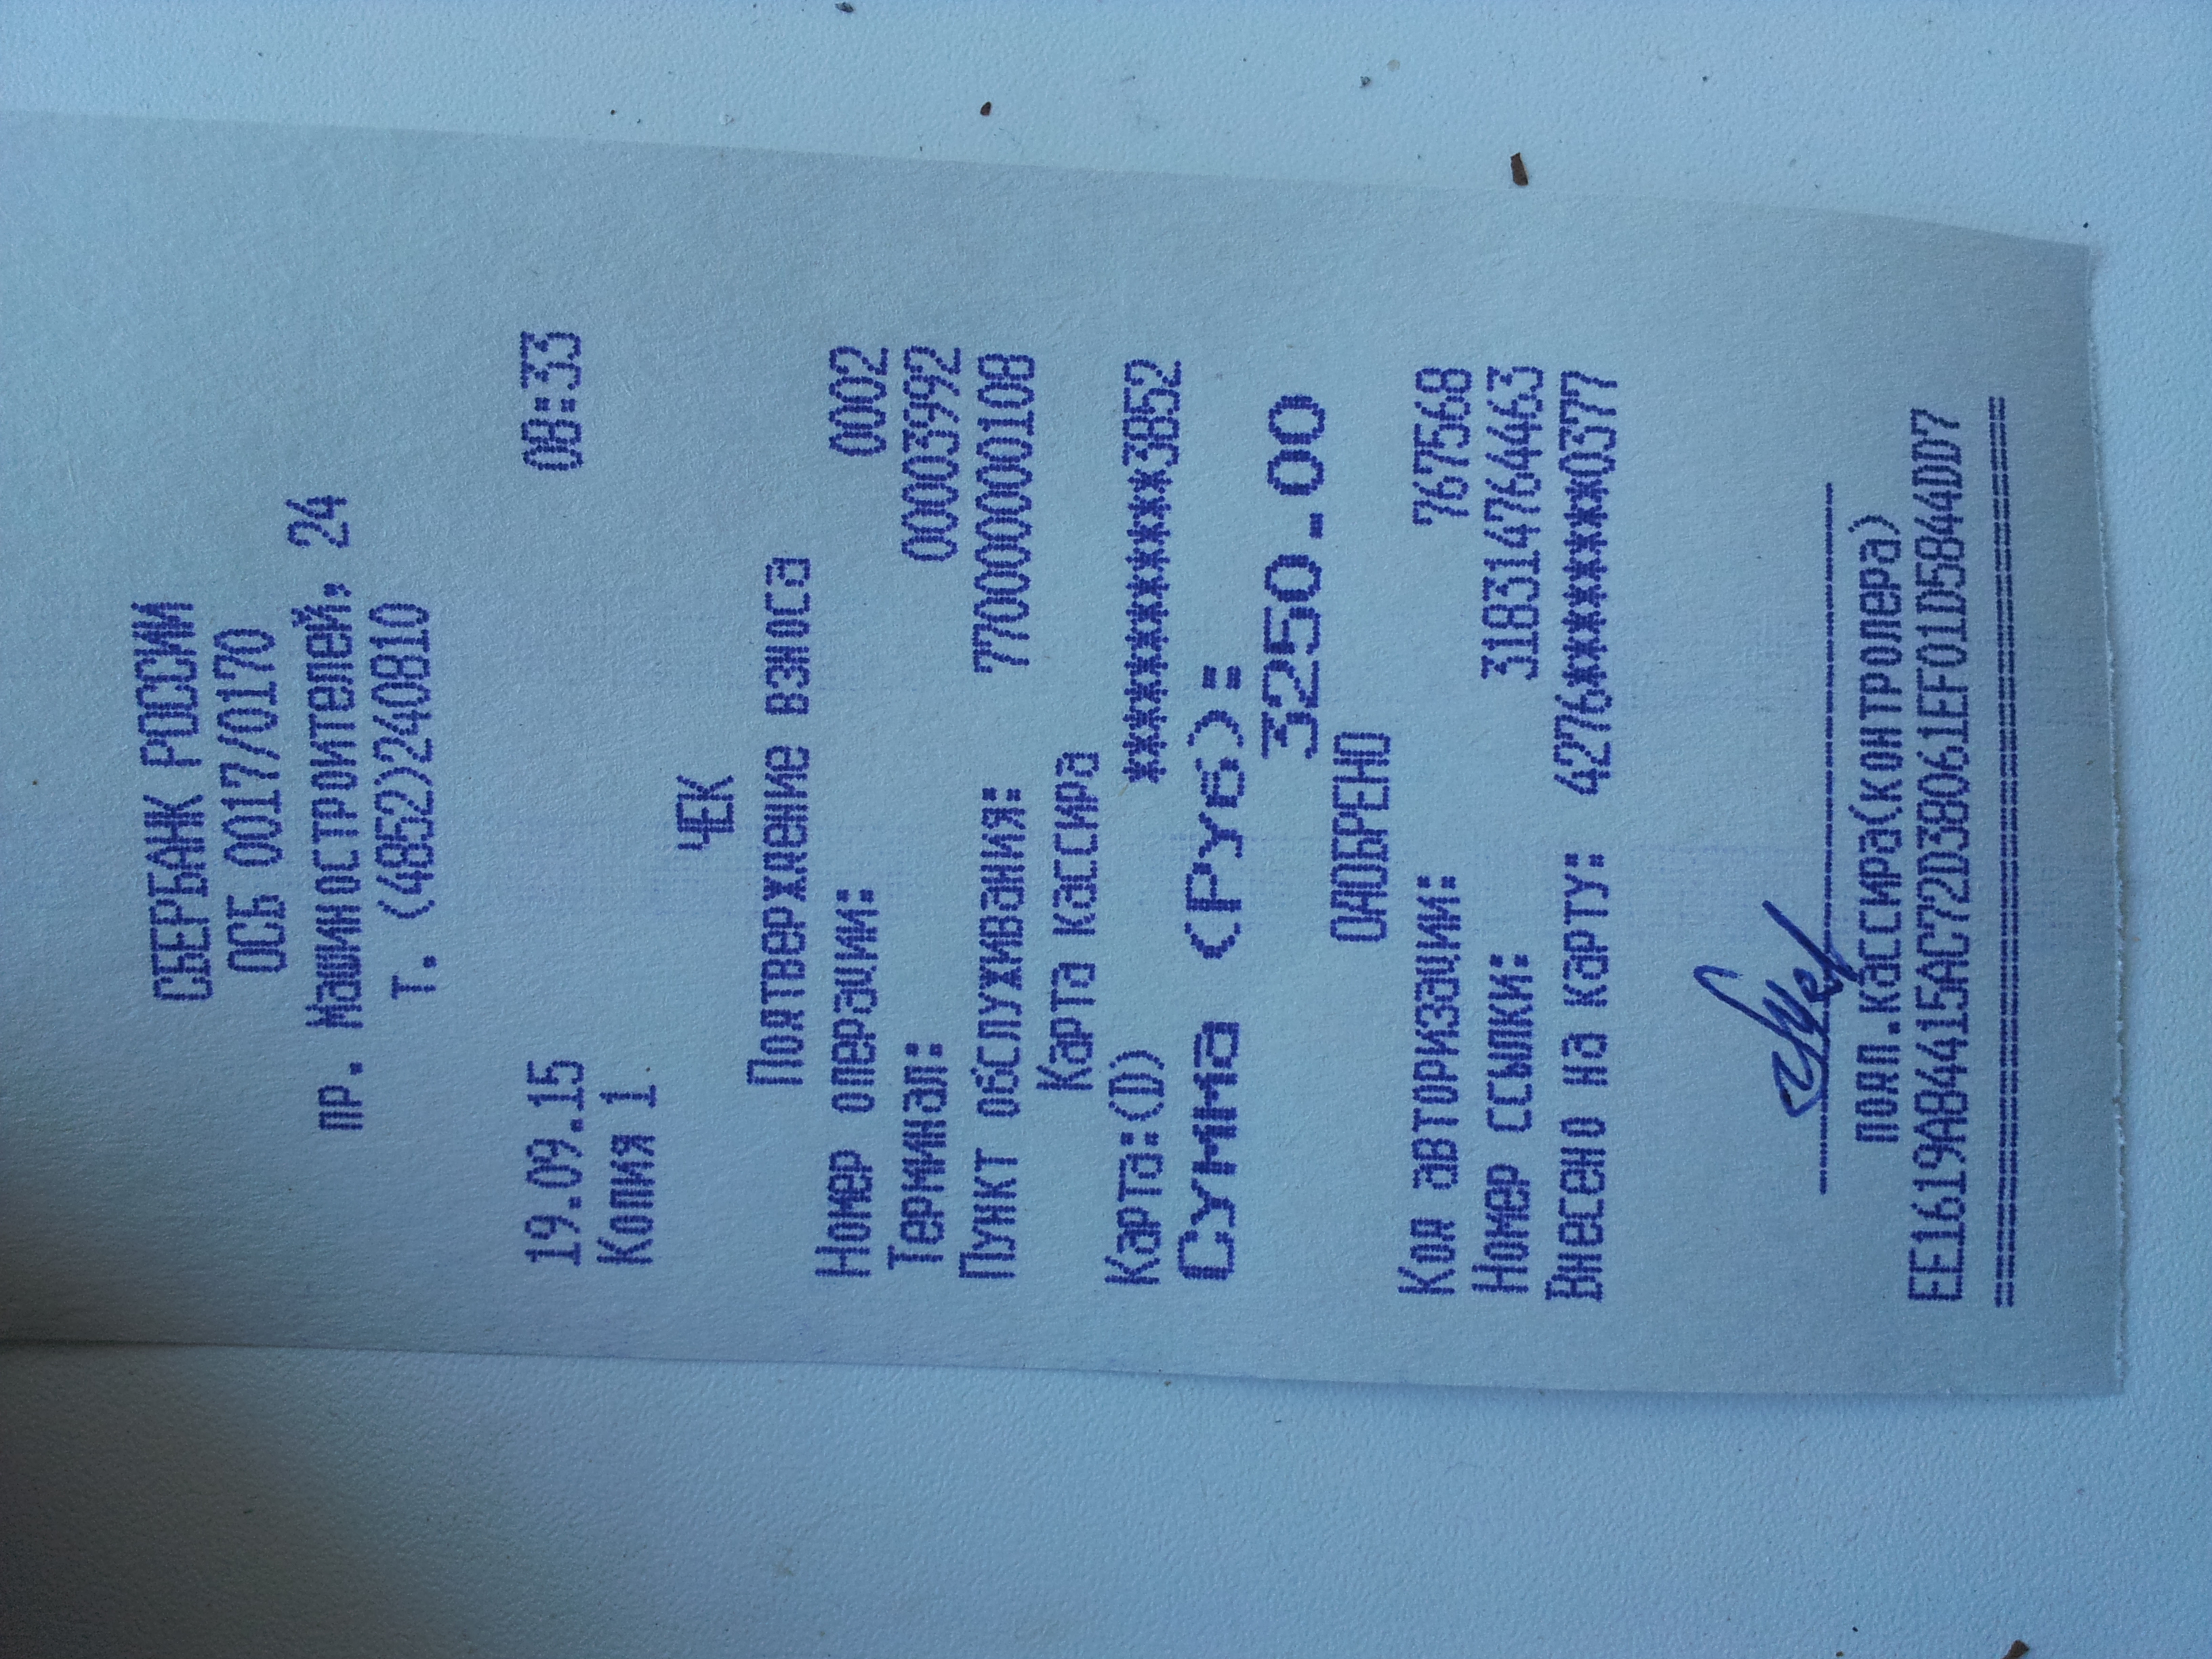 СБЕРБАНК РОССИИ
ОСБ 0017/0170
пр. Машиностроителей, 24
Т. (4852)240810
19.09.15 08:33
Копия 1
ЧЕК
Подтверждение взноса
Номер операции: 0002
Терминал: 00003992
Пункт обслуживания: 770000000108
Карта кассира
Карта:(D) ****************3852
Сумма (Руб):
3250.00
ОДОБРЕНО
Код авторизации: 767568
Номер ссылки: 318314764463
Внесено на карту: 4276********0377
подп.кассира(контролера)
EE1619A84415AC72D38061EF01D5844DD7
==================================